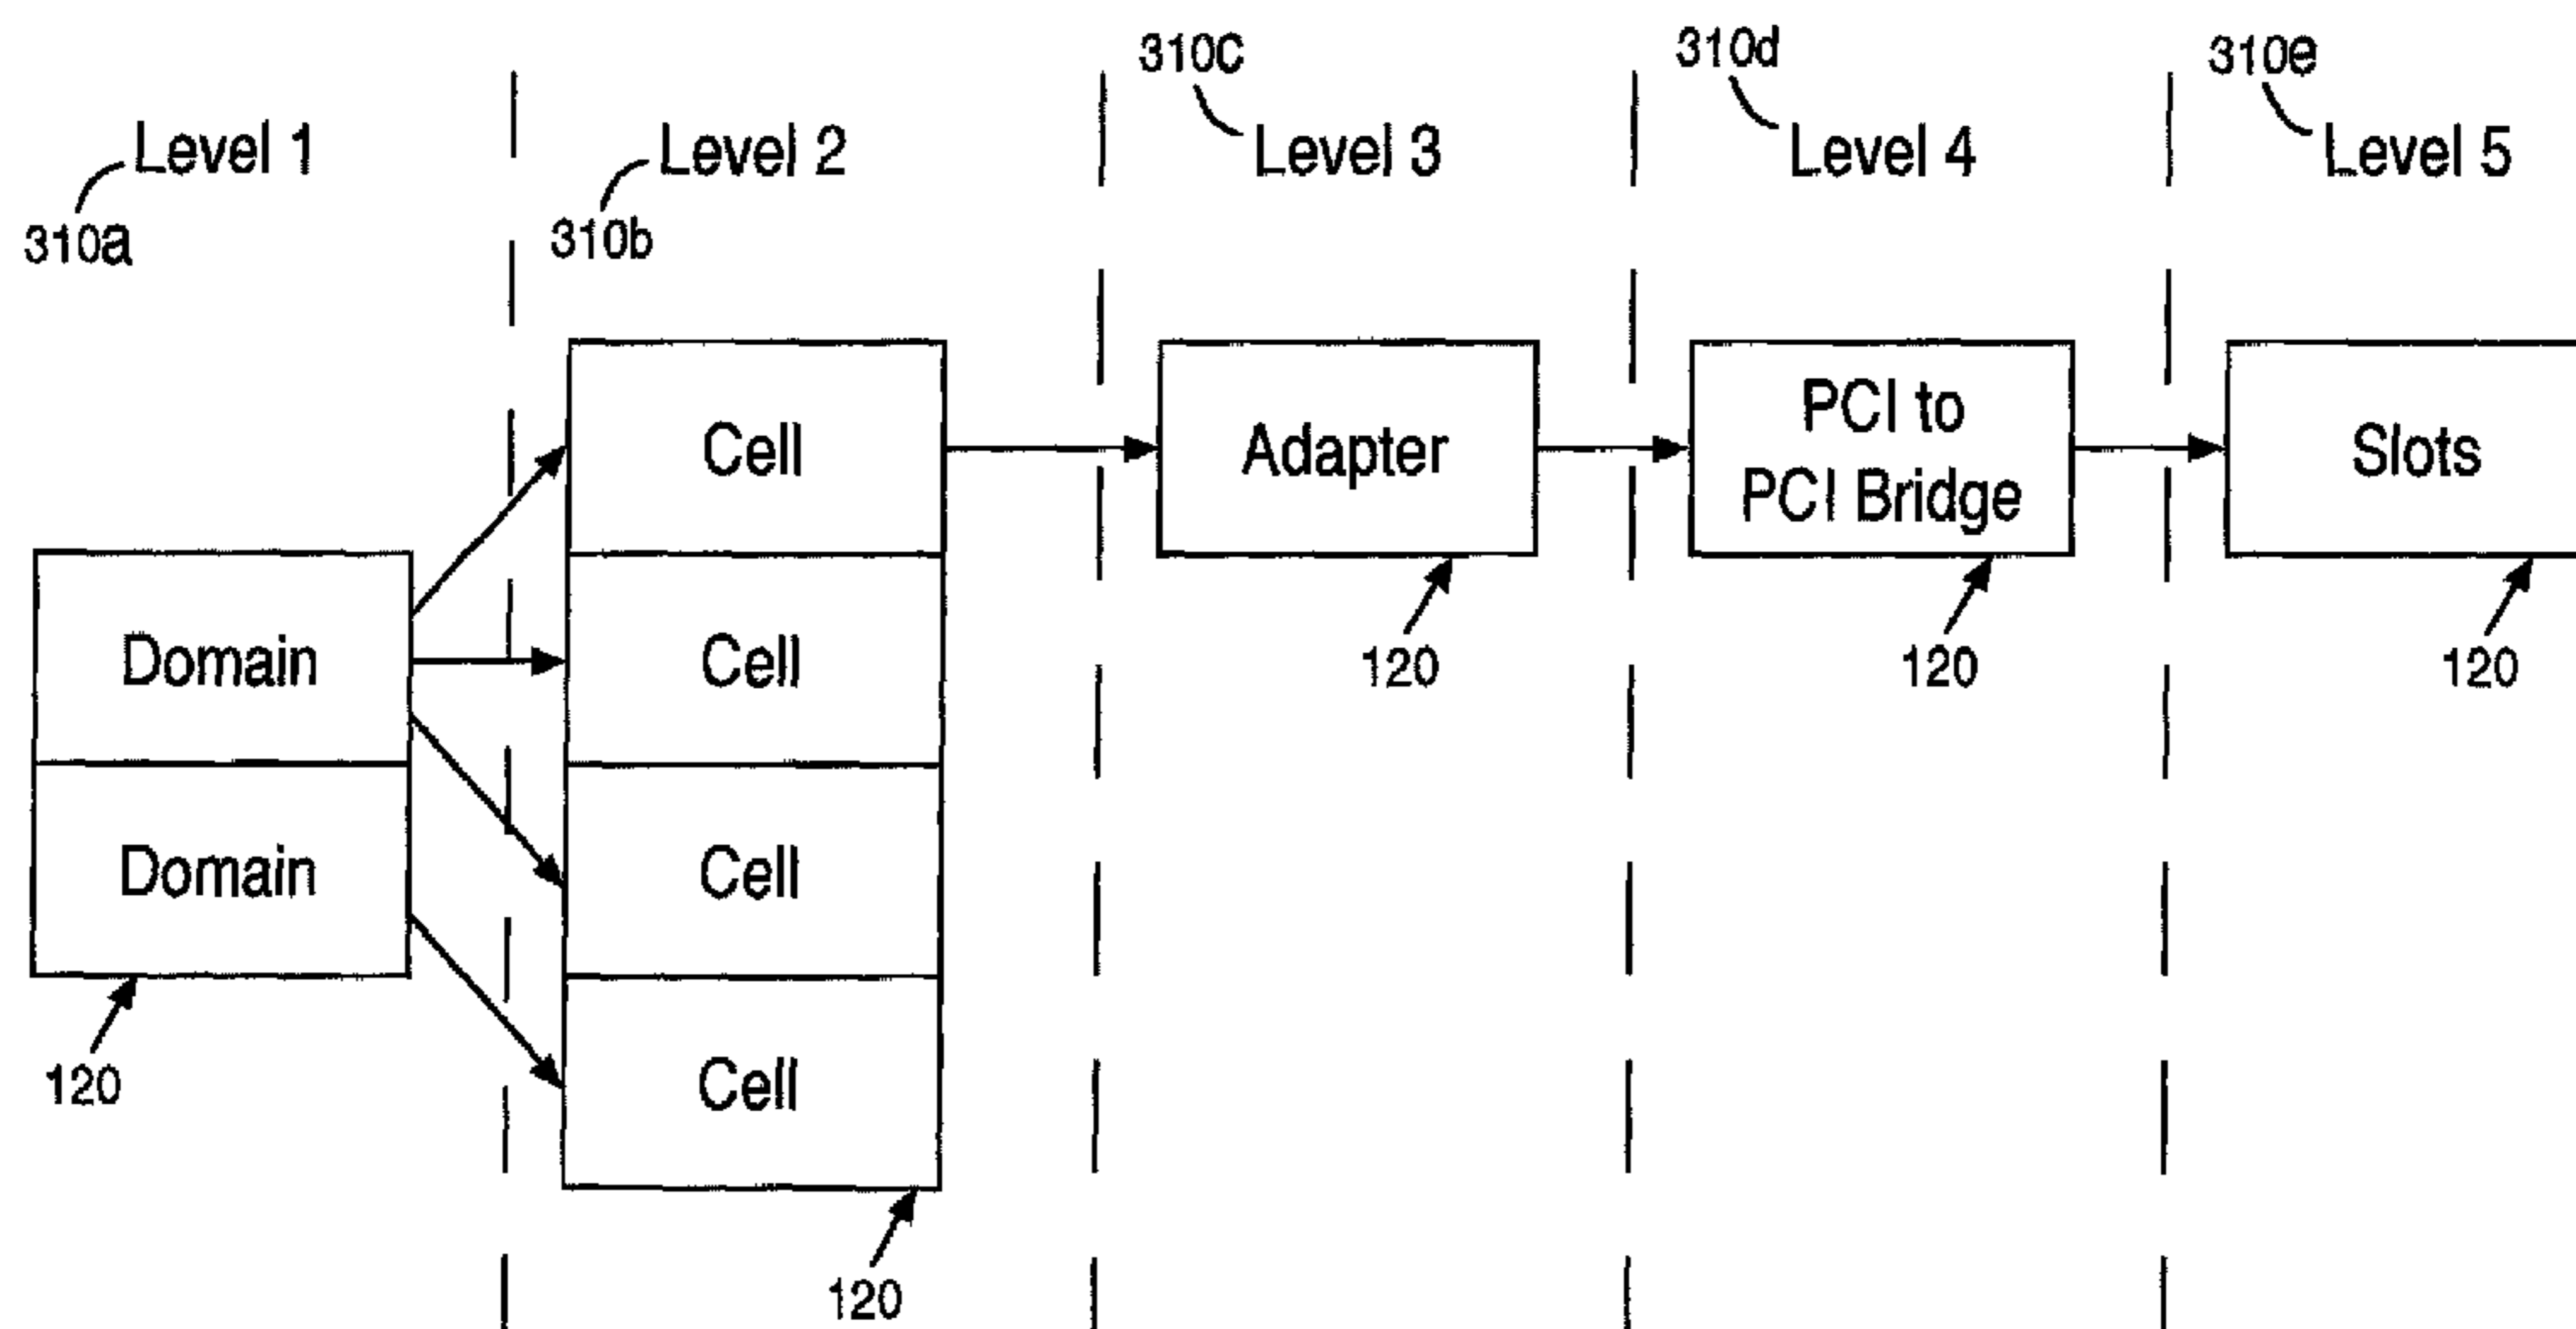 310c
310d
310e
Level 1
Level 2
Level 3
Level 4
Level 5
310a
310b
Cell
Adapter
PCI to
PCI Bridge
Slots
Domain
Cell
120
120
120
Domain
Cell
Cell
120
120